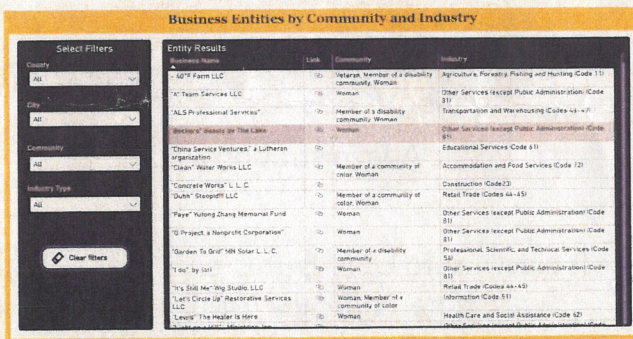 Business Entities by Community and Industry
Select Filters
County
All
City
All
Community
All
Industry Type
All
Clear filters
Entity Results
Business Name Link Community Industry
- 40°F Farm LLC Veteran, Member of a disability Agriculture, Forestry, Fishing and Hunting (Code 11)
community, Woman
"A" Team Services LLC Woman Other Services (except Public Administration) (Code
81)
"ALS Professional Services" Member of a disability Transportation and Warehousing (Codes 48-49)
community, Woman
Beauty by The Lake Woman Other Services (except Public Administration) (Code
81)
"China Service Ventures," a Lutheran Educational Services (Code 61)
organization
"Clean" Water Works LLC Member of a community of Accommodation and Food Services (Code 72)
color, Woman
"Concrete Works" L. L. C. Construction (Code 23)
"Duhh" LLC Member of a community of Retail Trade (Codes 44-45)
color, Woman
"Faye" Yutong Zhang Memorial Fund Woman Other Services (except Public Administration) (Code
81)
"G Project, a Nonprofit Corporation" Woman Other Services (except Public Administration) (Code
81)
"Garden To Grid" MN Solar L. L. C. Member of a disability Professional, Scientific, and Technical Services (Code
community 54)
"I do" by Lori Woman Other Services (except Public Administration) (Code
81)
"It's Still Me" Wig Studio, LLC Woman Retail Trade (Codes 44-45)
"Let's Circle Up" Restorative Services Woman, Member of a Information (Code 51)
LLC community of color
"Levels" The Healer Is Here Woman Health Care and Social Assistance (Code 62)